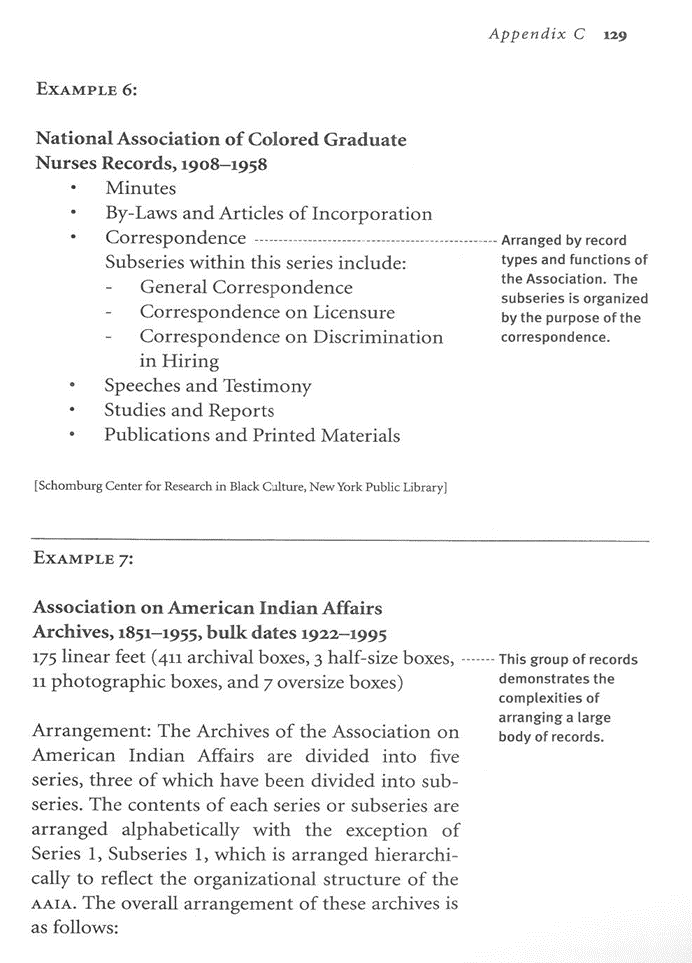 Appendix C 129
EXAMPLE 6:
National Association of Colored Graduate
Nurses Records, 1908–1958
• Minutes
• By-Laws and Articles of Incorporation
• Correspondence
Subseries within this series include:
- General Correspondence
- Correspondence on Licensure
- Correspondence on Discrimination
in Hiring
• Speeches and Testimony
• Studies and Reports
• Publications and Printed Materials
Arranged by record
types and functions of
the Association. The
subseries is organized
by the purpose of the
correspondence.
[Schomburg Center for Research in Black Culture, New York Public Library]
EXAMPLE 7:
Association on American Indian Affairs
Archives, 1851–1955, bulk dates 1922–1995
175 linear feet (411 archival boxes, 3 half-size boxes,
11 photographic boxes, and 7 oversize boxes)
This group of records
demonstrates the
complexities of
arranging a large
body of records.
Arrangement: The Archives of the Association on
American Indian Affairs are divided into five
series, three of which have been divided into sub-
series. The contents of each series or subseries are
arranged alphabetically with the exception of
Series 1, Subseries 1, which is arranged hierarchi-
cally to reflect the organizational structure of the
AAIA. The overall arrangement of these archives is
as follows: